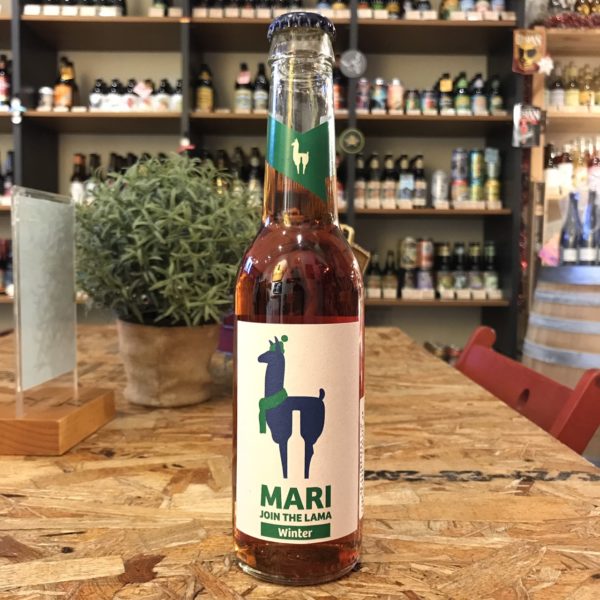 MARI
JOIN THE LAMA
Winter